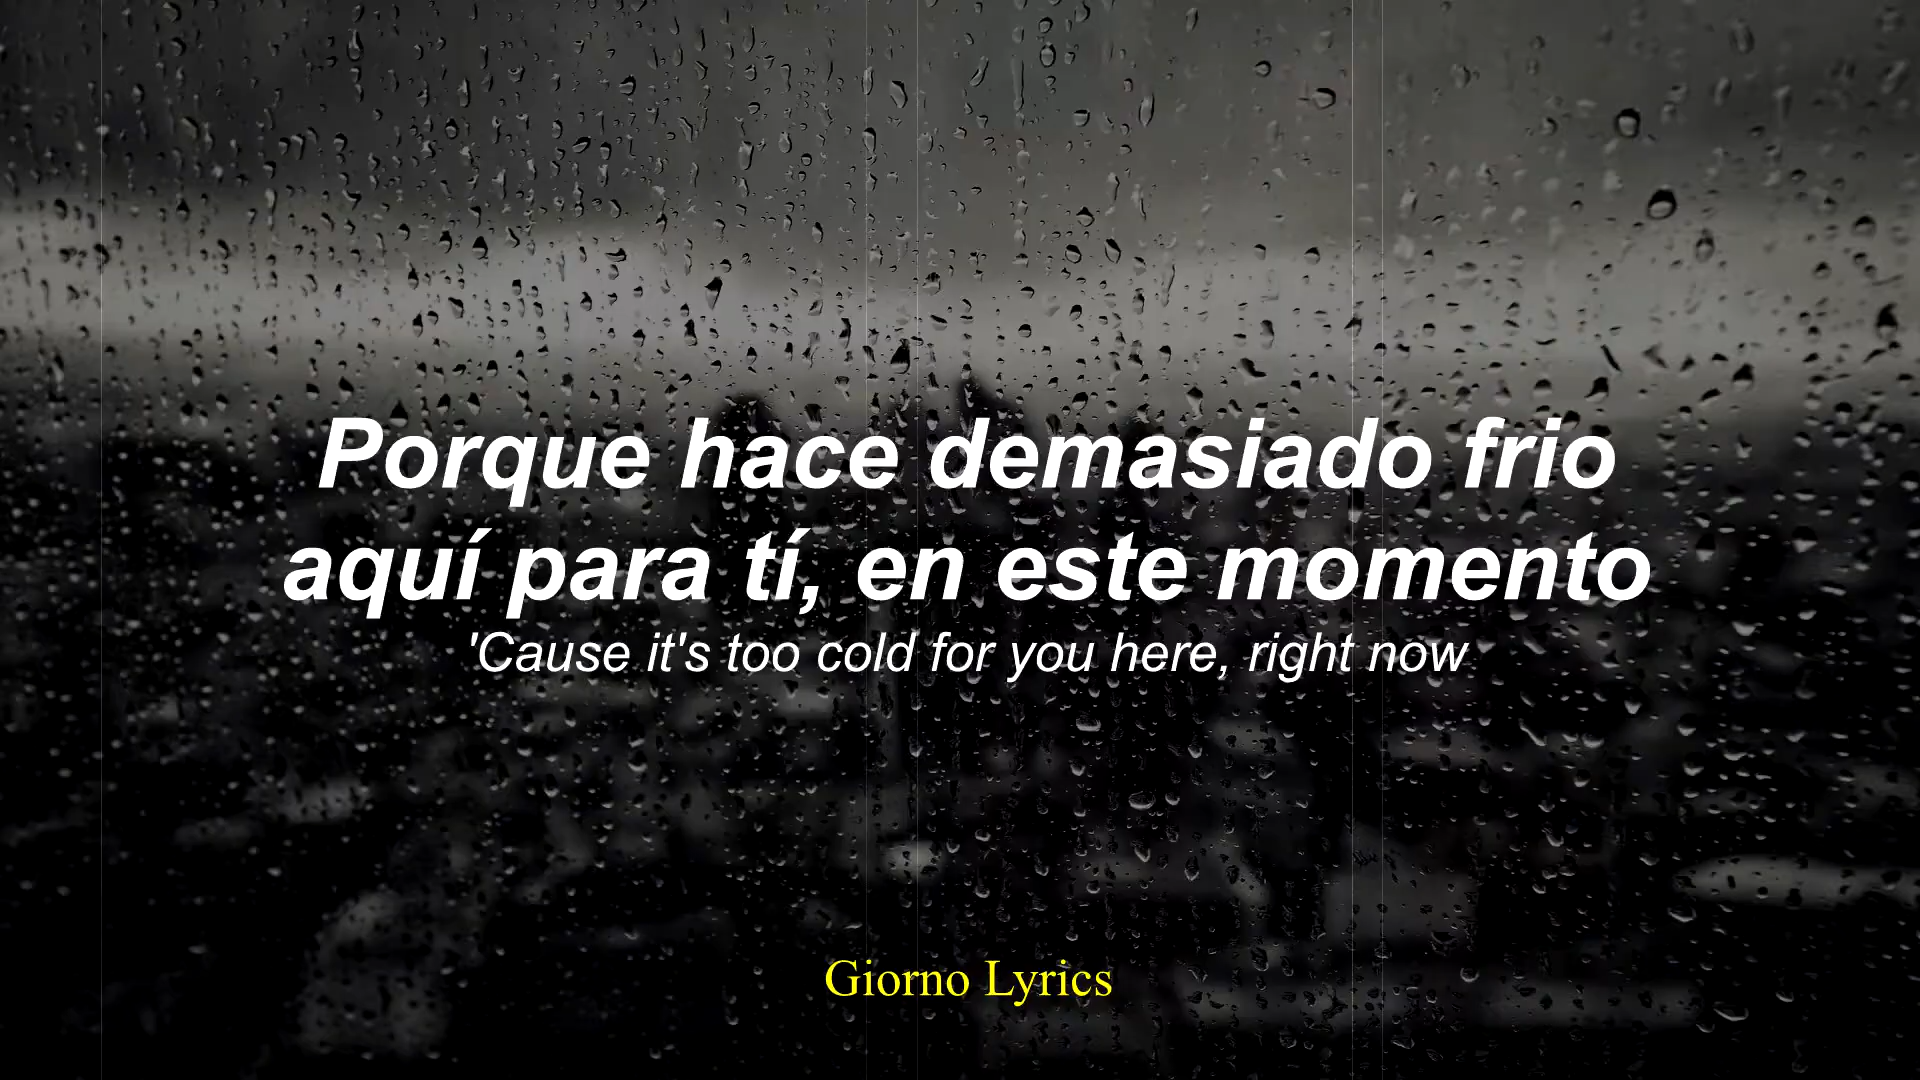 Porque hace demasiado frio
aquí para tí, en este momento
'Cause it's too cold for you here, right now
Giorno Lyrics